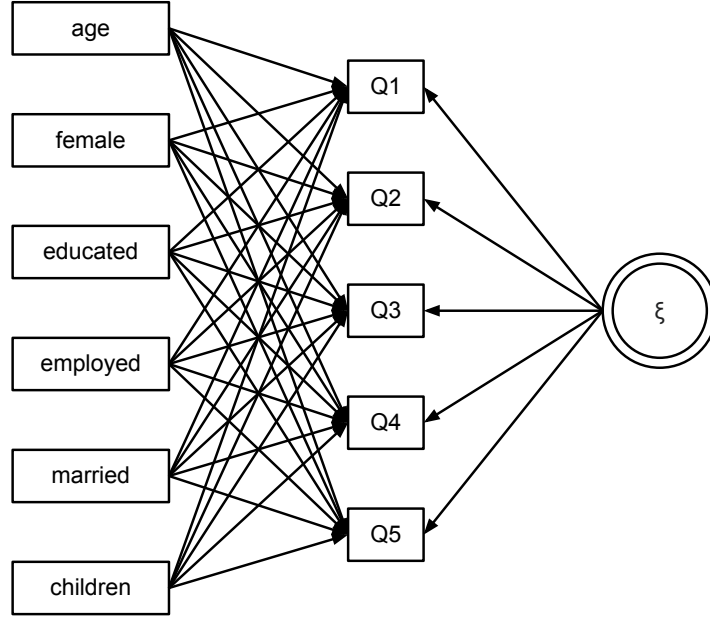 age
female
educated
employed
married
children
Q1
Q2
Q3
Q4
Q5
ξ